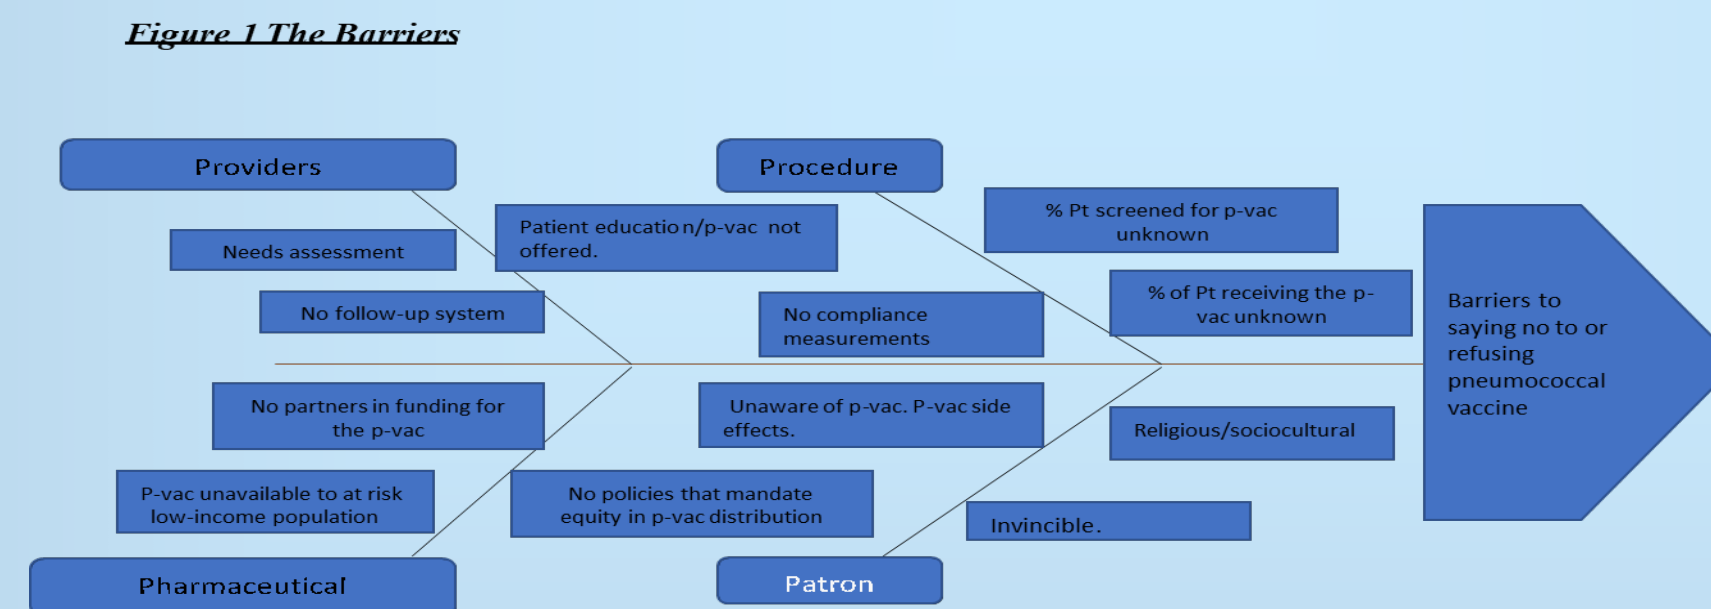 Figure 1 The Barriers
Providers
Procedure
Needs assessment
Patient education/p-vac not
offered.
No follow-up system
% Pt screened for p-vac
unknown
No compliance
measurements
% of Pt receiving the p-
vac unknown
Barriers to
saying no to or
refusing
pneumococcal
vaccine
No partners in funding for
the p-vac
P-vac unavailable to at risk
low-income population
No policies that mandate
equity in p-vac distribution
Unaware of p-vac. P-vac side
effects.
Religious/sociocultural
Invincible.
Pharmaceutical
Patron